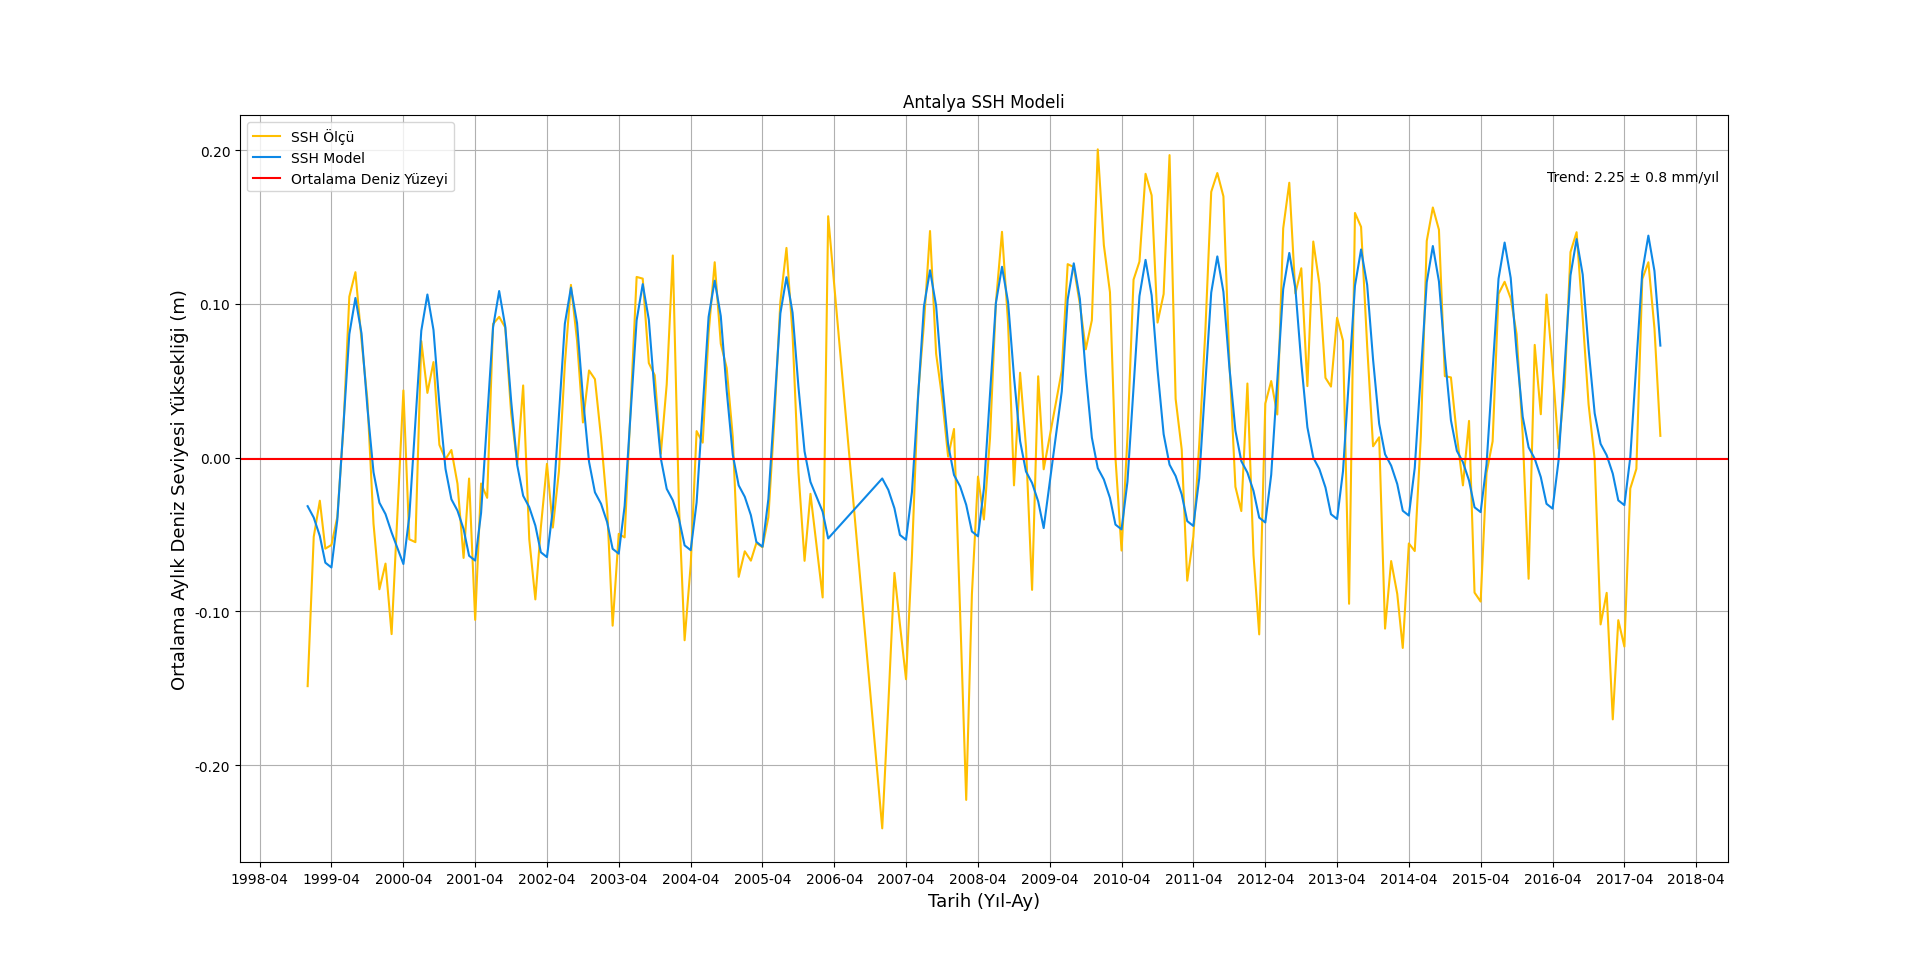 Antalya SSH Modeli
SSH Ölçü
SSH Model
Ortalama Deniz Yüzeyi
Trend: 2.25 ± 0.8 mm/yıl
Ortalama Aylık Deniz Seviyesi Yüksekliği (m)
0.20
0.10
0.00
-0.10
-0.20
1998-04 1999-04 2000-04 2001-04 2002-04 2003-04 2004-04 2005-04 2006-04 2007-04 2008-04 2009-04 2010-04 2011-04 2012-04 2013-04 2014-04 2015-04 2016-04 2017-04 2018-04
Tarih (Yıl-Ay)